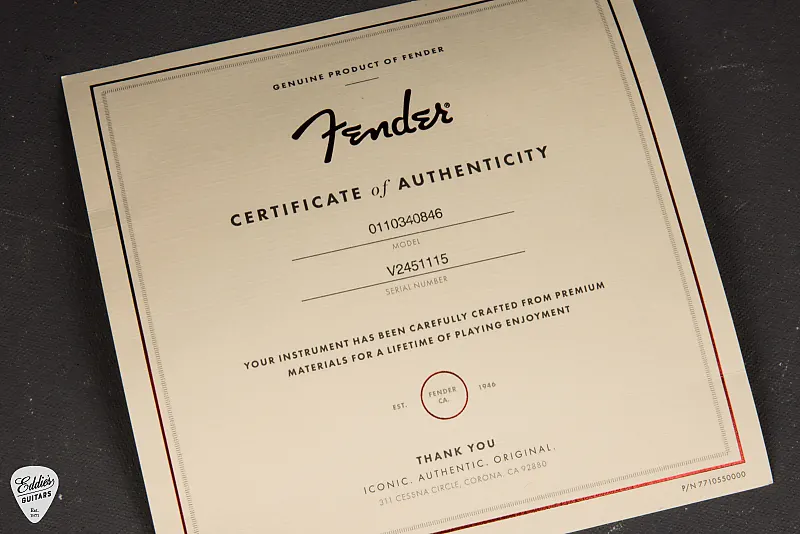 GENUINE PRODUCT OF FENDER
Fender®
CERTIFICATE of AUTHENTICITY
0110340846
MODEL
V2451115
SERIAL NUMBER
YOUR INSTRUMENT HAS BEEN CAREFULLY CRAFTED FROM PREMIUM
MATERIALS FOR A LIFETIME OF PLAYING ENJOYMENT
EST. FENDER CA. 1946
THANK YOU
ICONIC. AUTHENTIC. ORIGINAL.
311 CESSNA CIRCLE, CORONA, CA 92880
P/N 7710550000
Eddie's
GUITARS
Est.
1971